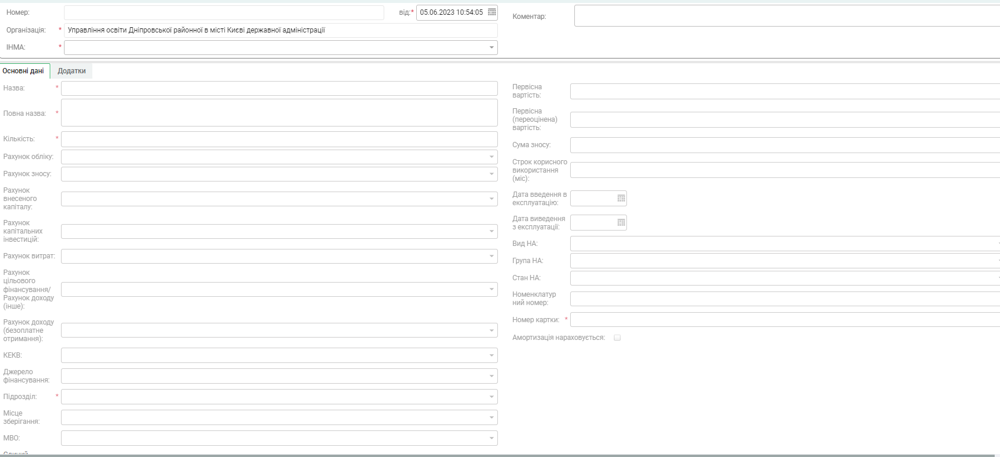 Номер:
від:* 05.06.2023 10:54:05
Організація: * Управління освіти Дніпровської районної в місті Києві державної адміністрації
ІНМА: *
Коментар:
Основні дані
Додатки
Назва: *
Повна назва: *
Кількість: *
Рахунок обліку:
Рахунок зносу:
Рахунок
внесеного
капіталу:
Рахунок
капітальних
інвестицій:
Рахунок витрат:
Рахунок
цільового
фінансування/
Рахунок доходу
(інше):
Рахунок доходу
(безоплатне
отримання):
КЕКВ:
Джерело
фінансування:
Підрозділ: *
Місце
зберігання:
МВО:
Первісна
вартість:
Первісна
(переоцінена)
вартість:
Сума зносу:
Строк корисного
використання
(міс):
Дата введення в
експлуатацію:
Дата виведення
з експлуатації:
Вид НА:
Група НА:
Стан НА:
Номенклатур
ний номер:
Номер картки: *
Амортизація нараховується: